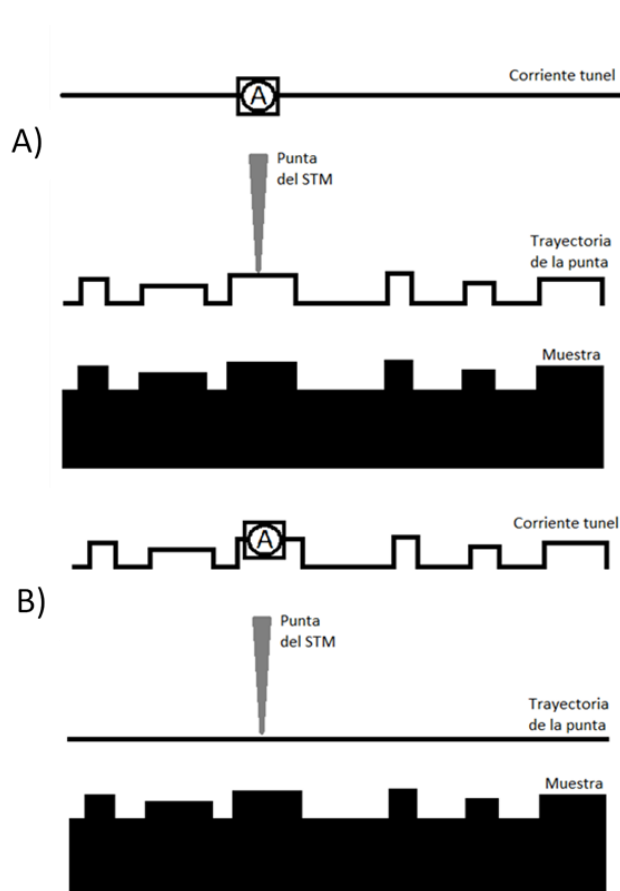 Corriente tunel
A
A)
Punta
del STM
Trayectoria
de la punta
Muestra
Corriente tunel
A
B)
Punta
del STM
Trayectoria
de la punta
Muestra